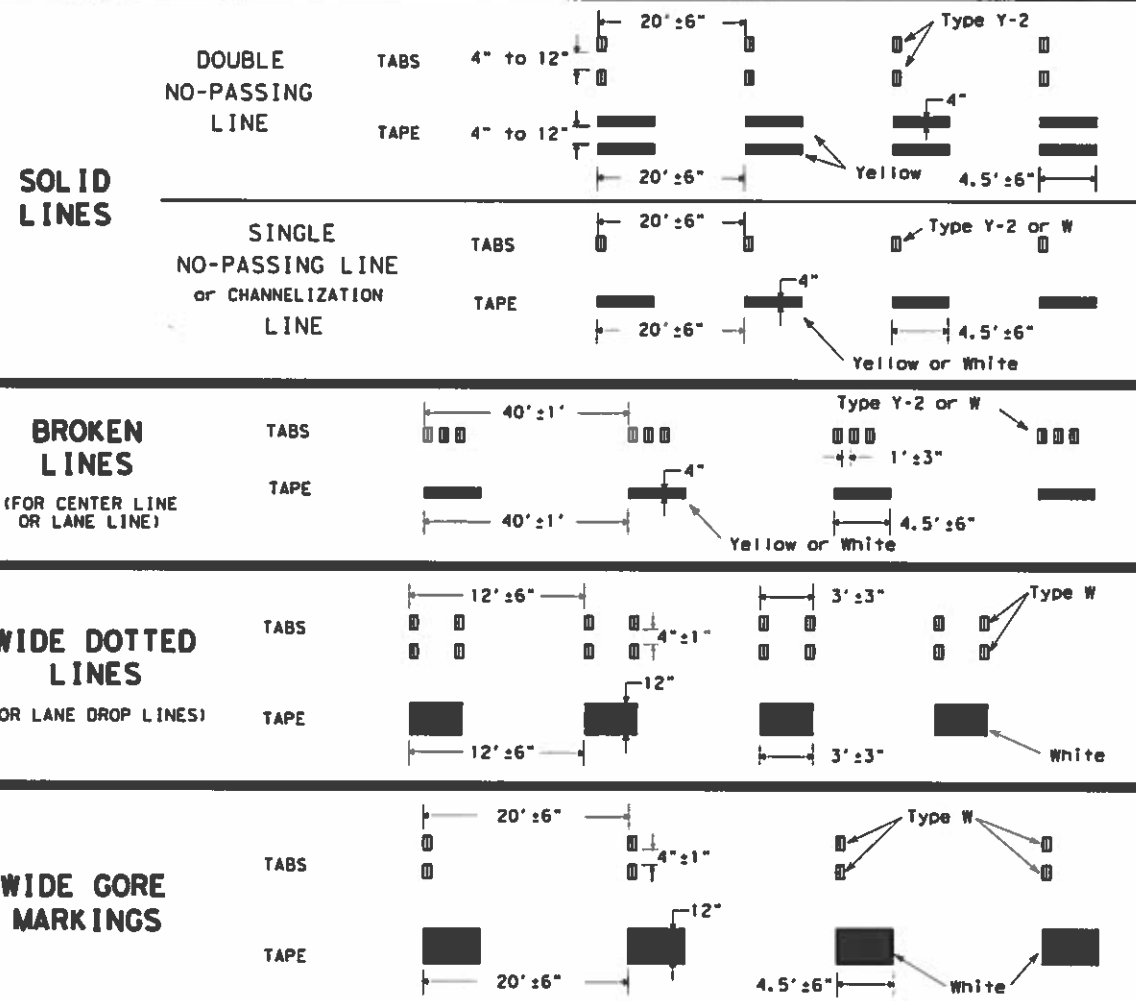 SOLID
LINES
DOUBLE
NO-PASSING
LINE
TABS
4" to 12"
20'±6"
Type Y-2
TAPE
4" to 12"
4"
Yellow
20'±6"
4.5'±6"
SINGLE
NO-PASSING LINE
or CHANNELIZATION
LINE
TABS
20'±6"
Type Y-2 or W
TAPE
4"
20'±6"
4.5'±6"
Yellow or White
BROKEN
LINES
(FOR CENTER LINE
OR LANE LINE)
TABS
40'±1'
Type Y-2 or W
1'±3"
TAPE
4"
40'±1'
4.5'±6"
Yellow or White
WIDE DOTTED
LINES
OR LANE DROP LINES)
TABS
12'±6"
3'±3"
Type W
4"±1"
TAPE
12"
12'±6"
3'±3"
White
WIDE GORE
MARKINGS
TABS
20'±6"
Type W
4"±1"
TAPE
12"
20'±6"
4.5'±6"
White